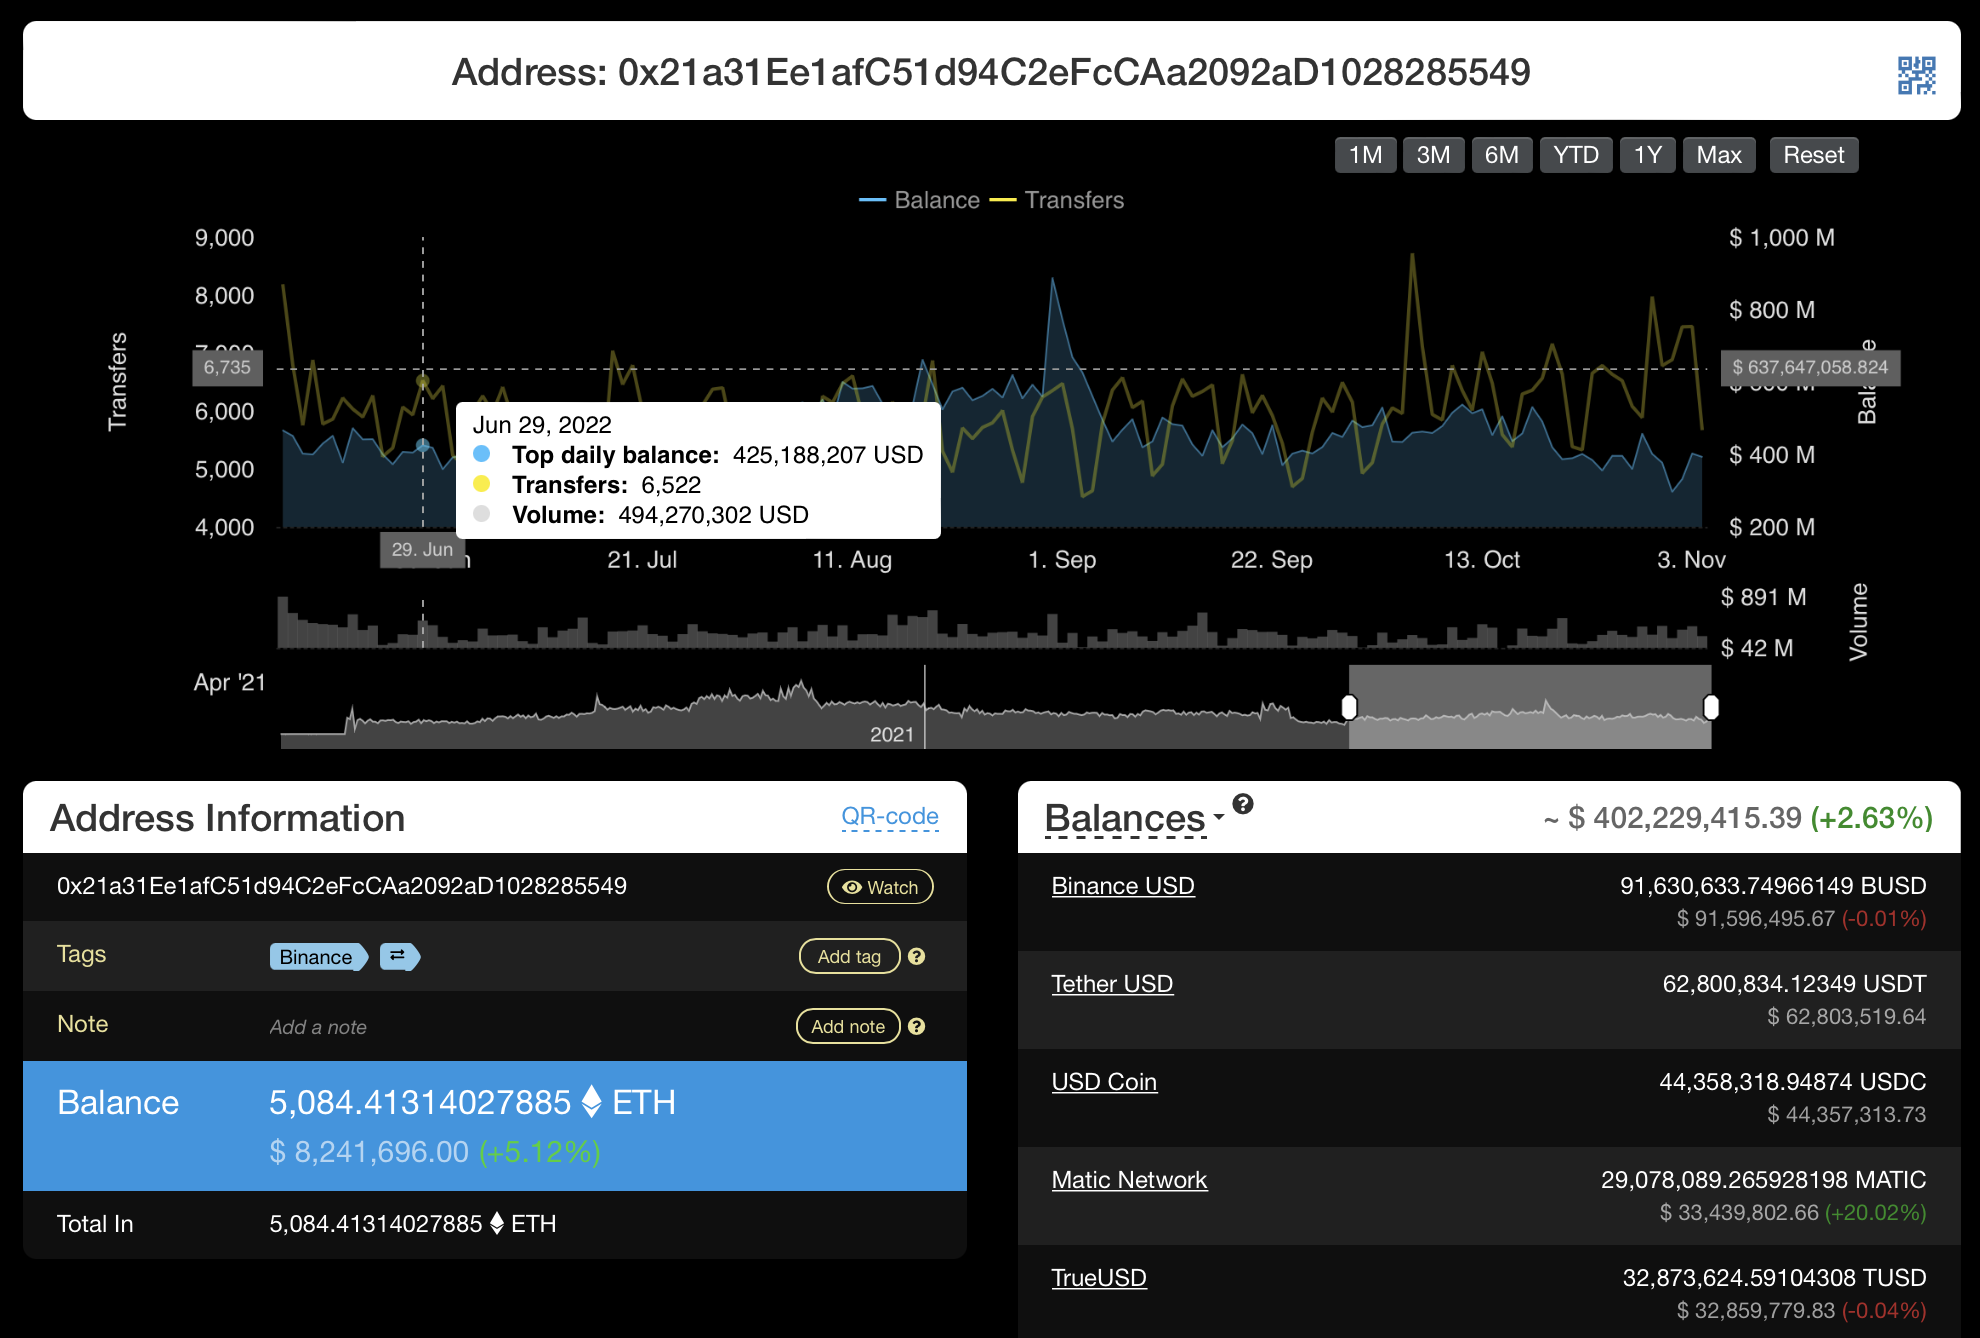 Address: 0x21a31Ee1afC51d94C2eFcCAa2092aD1028285549
1M 3M 6M YTD 1Y Max Reset
Balance Transfers
9,000
8,000
6,735
6,000
5,000
4,000
Transfers
$ 1,000 M
$ 800 M
$ 637,647,058.824
$ 400 M
$ 200 M
Jun 29, 2022
Top daily balance: 425,188,207 USD
Transfers: 6,522
Volume: 494,270,302 USD
29. Jun
21. Jul
11. Aug
1. Sep
22. Sep
13. Oct
3. Nov
$ 891 M
$ 42 M
Volume
Apr '21
2021
Address Information QR-code
0x21a31Ee1afC51d94C2eFcCAa2092aD1028285549 Watch
Tags Binance Add tag ?
Note Add a note Add note ?
Balance 5,084.41314027885 ETH
$ 8,241,696.00 (+5.12%)
Total In 5,084.41314027885 ETH
Balances ? ~ $ 402,229,415.39 (+2.63%)
Binance USD 91,630,633.74966149 BUSD
$ 91,596,495.67 (-0.01%)
Tether USD 62,800,834.12349 USDT
$ 62,803,519.64
USD Coin 44,358,318.94874 USDC
$ 44,357,313.73
Matic Network 29,078,089.265928198 MATIC
$ 33,439,802.66 (+20.02%)
TrueUSD 32,873,624.59104308 TUSD
$ 32,859,779.83 (-0.04%)